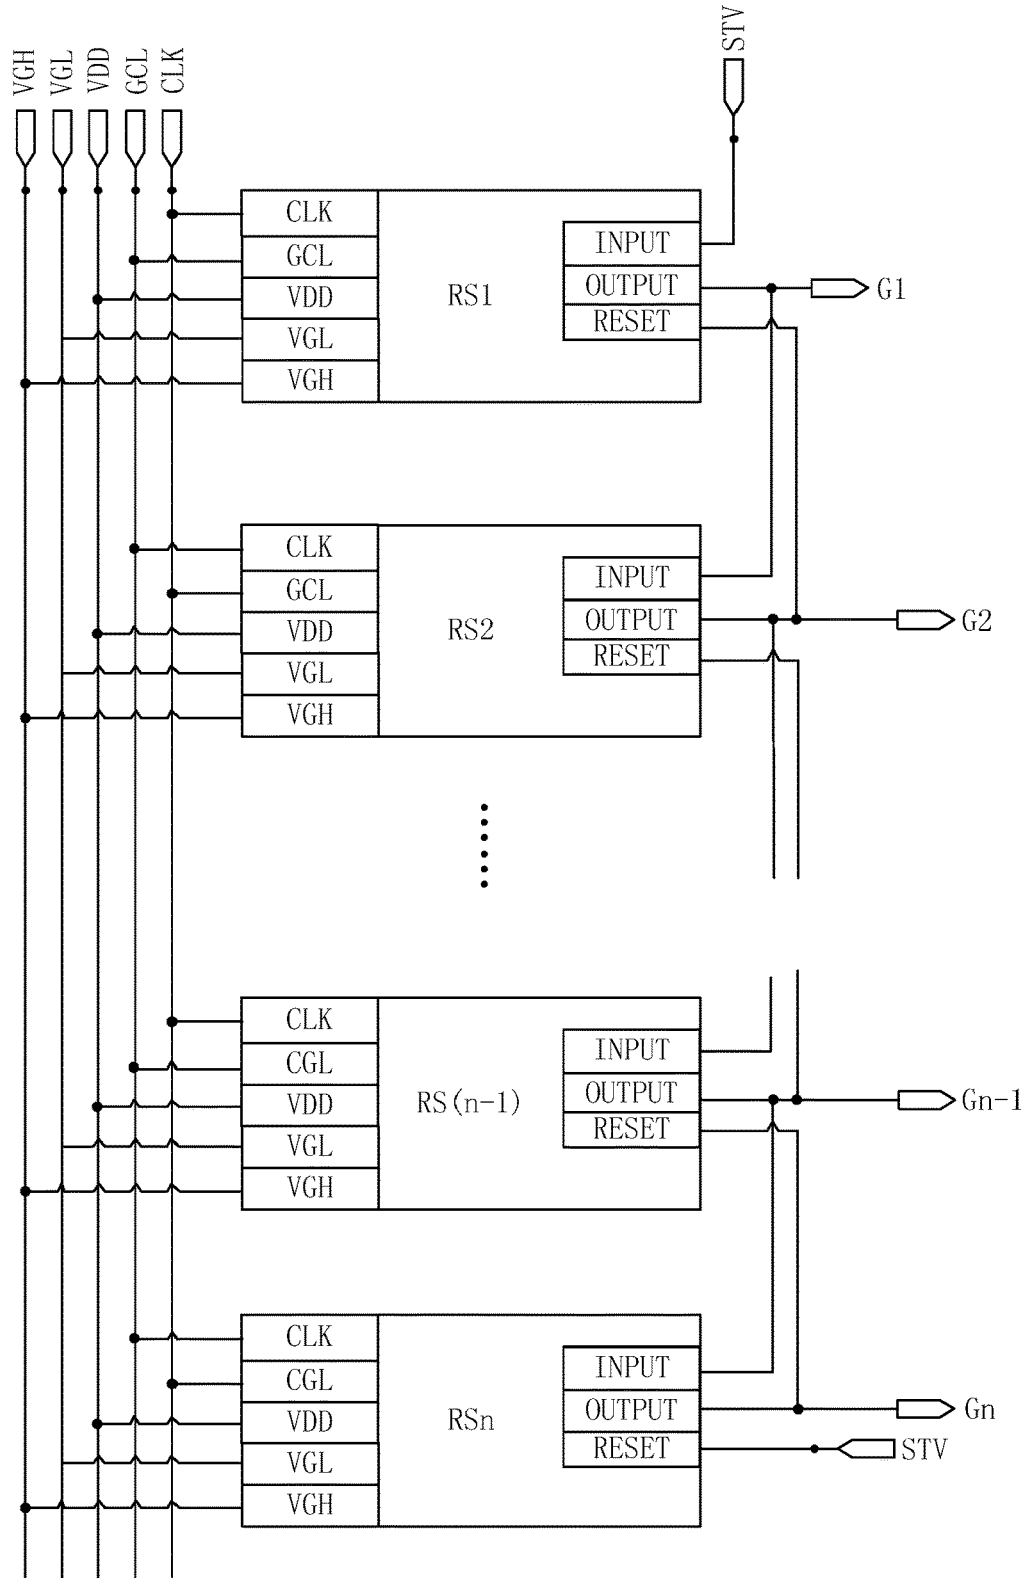 VGH
VGL
VDD
GCL
CLK
STV
CLK
GCL
VDD
VGL
VGH
RS1
INPUT
OUTPUT
RESET
G1
CLK
GCL
VDD
VGL
VGH
RS2
INPUT
OUTPUT
RESET
G2
CLK
CGL
VDD
VGL
VGH
RS(n-1)
INPUT
OUTPUT
RESET
Gn-1
CLK
CGL
VDD
VGL
VGH
RSn
INPUT
OUTPUT
RESET
Gn
STV